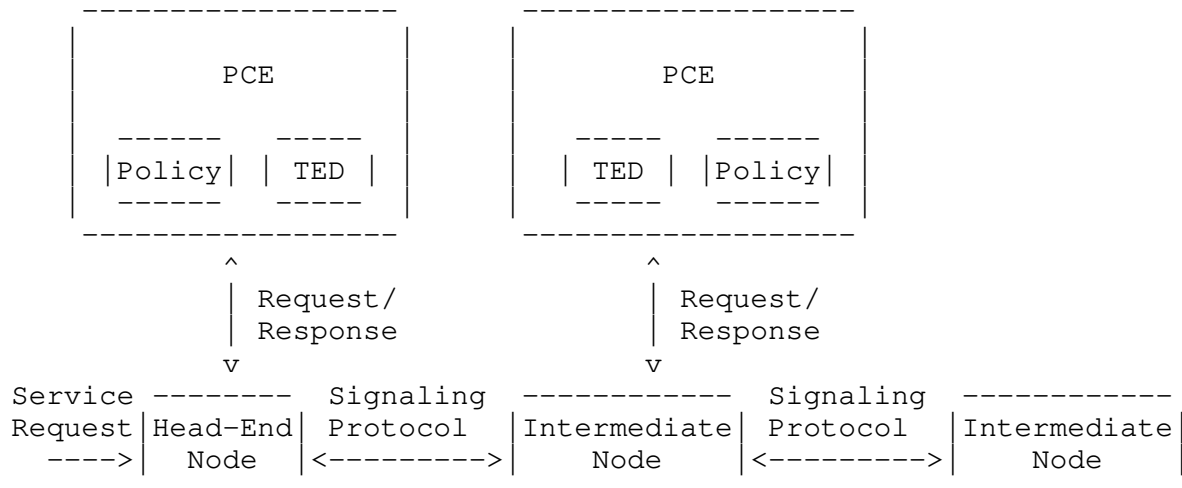 PCE PCE
Policy TED TED Policy
Request/ Request/
Response Response
Service Signaling Signaling
Request Head-End Protocol Intermediate Protocol Intermediate
Node Node Node